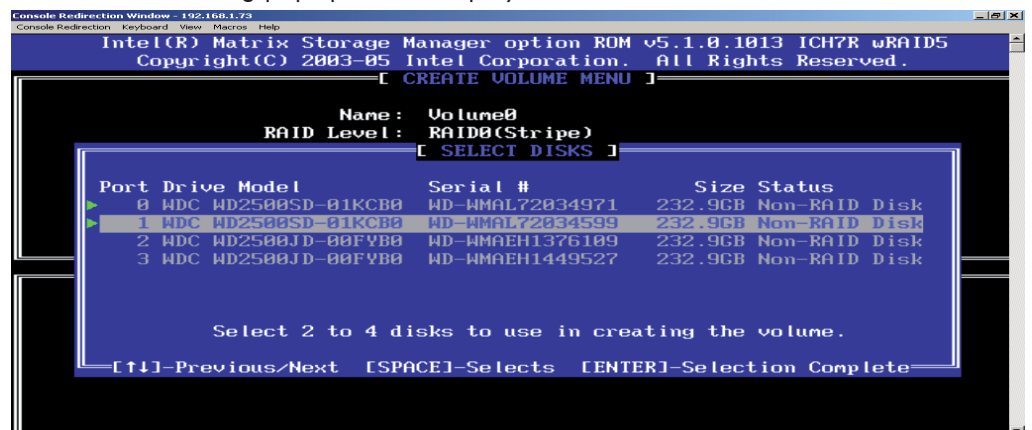 Console Redirection Window - 192.168.1.73
Console Redirection Keyboard View Macros Help
Intel(R) Matrix Storage Manager option ROM v5.1.0.1013 ICH7R wRAID5
Copyright(C) 2003-05 Intel Corporation. All Rights Reserved.
[ CREATE VOLUME MENU ]
Name: Volume0
RAID Level: RAID0(Stripe)
[ SELECT DISKS ]
Port Drive Model Serial # Size Status
0 WDC WD2500SD-01KCB0 WD-WMAL72034971 232.9GB Non-RAID Disk
1 WDC WD2500SD-01KCB0 WD-WMAL72034599 232.9GB Non-RAID Disk
2 WDC WD2500JD-00FYB0 WD-WMAEH1376109 232.9GB Non-RAID Disk
3 WDC WD2500JD-00FYB0 WD-WMAEH1449527 232.9GB Non-RAID Disk
Select 2 to 4 disks to use in creating the volume.
[↑↓]-Previous/Next [SPACE]-Selects [ENTER]-Selection Complete